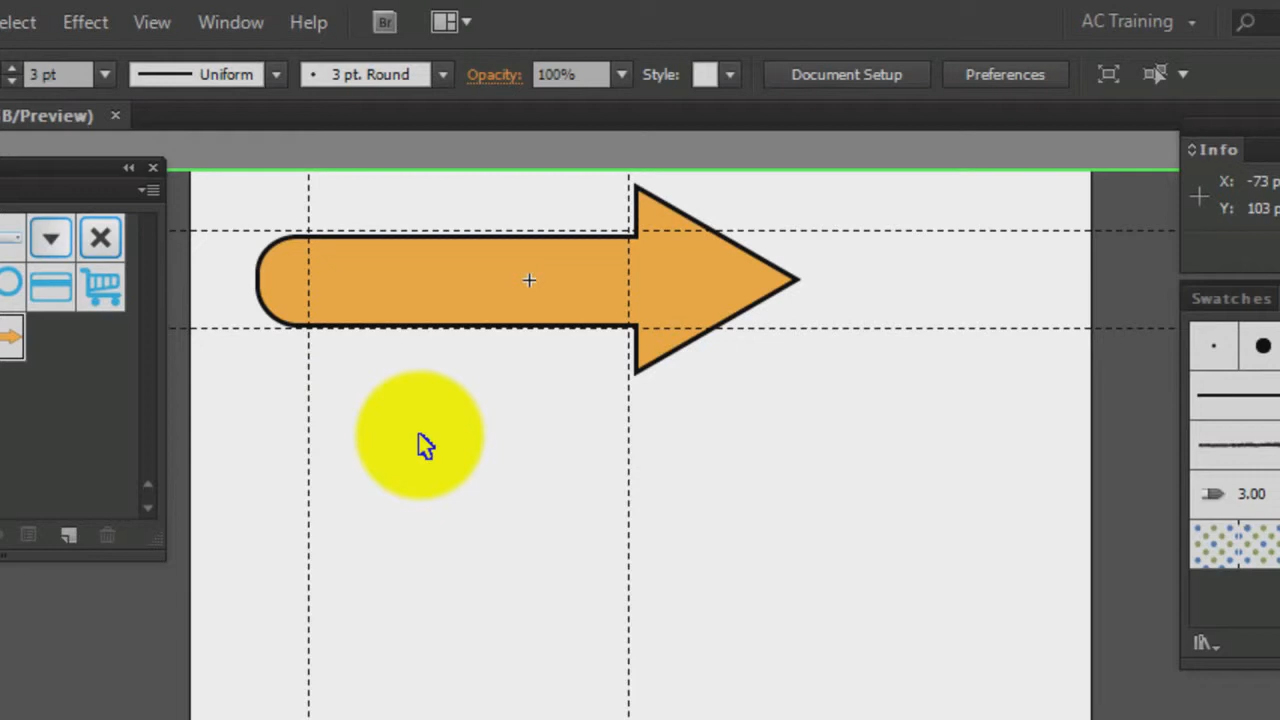 elect Effect View Window Help Br AC Training
3 pt Uniform 3 pt. Round Opacity: 100% Style: Document Setup Preferences
B/Preview)
Info
X: -73 p
Y: 103 p
Swatches
3.00